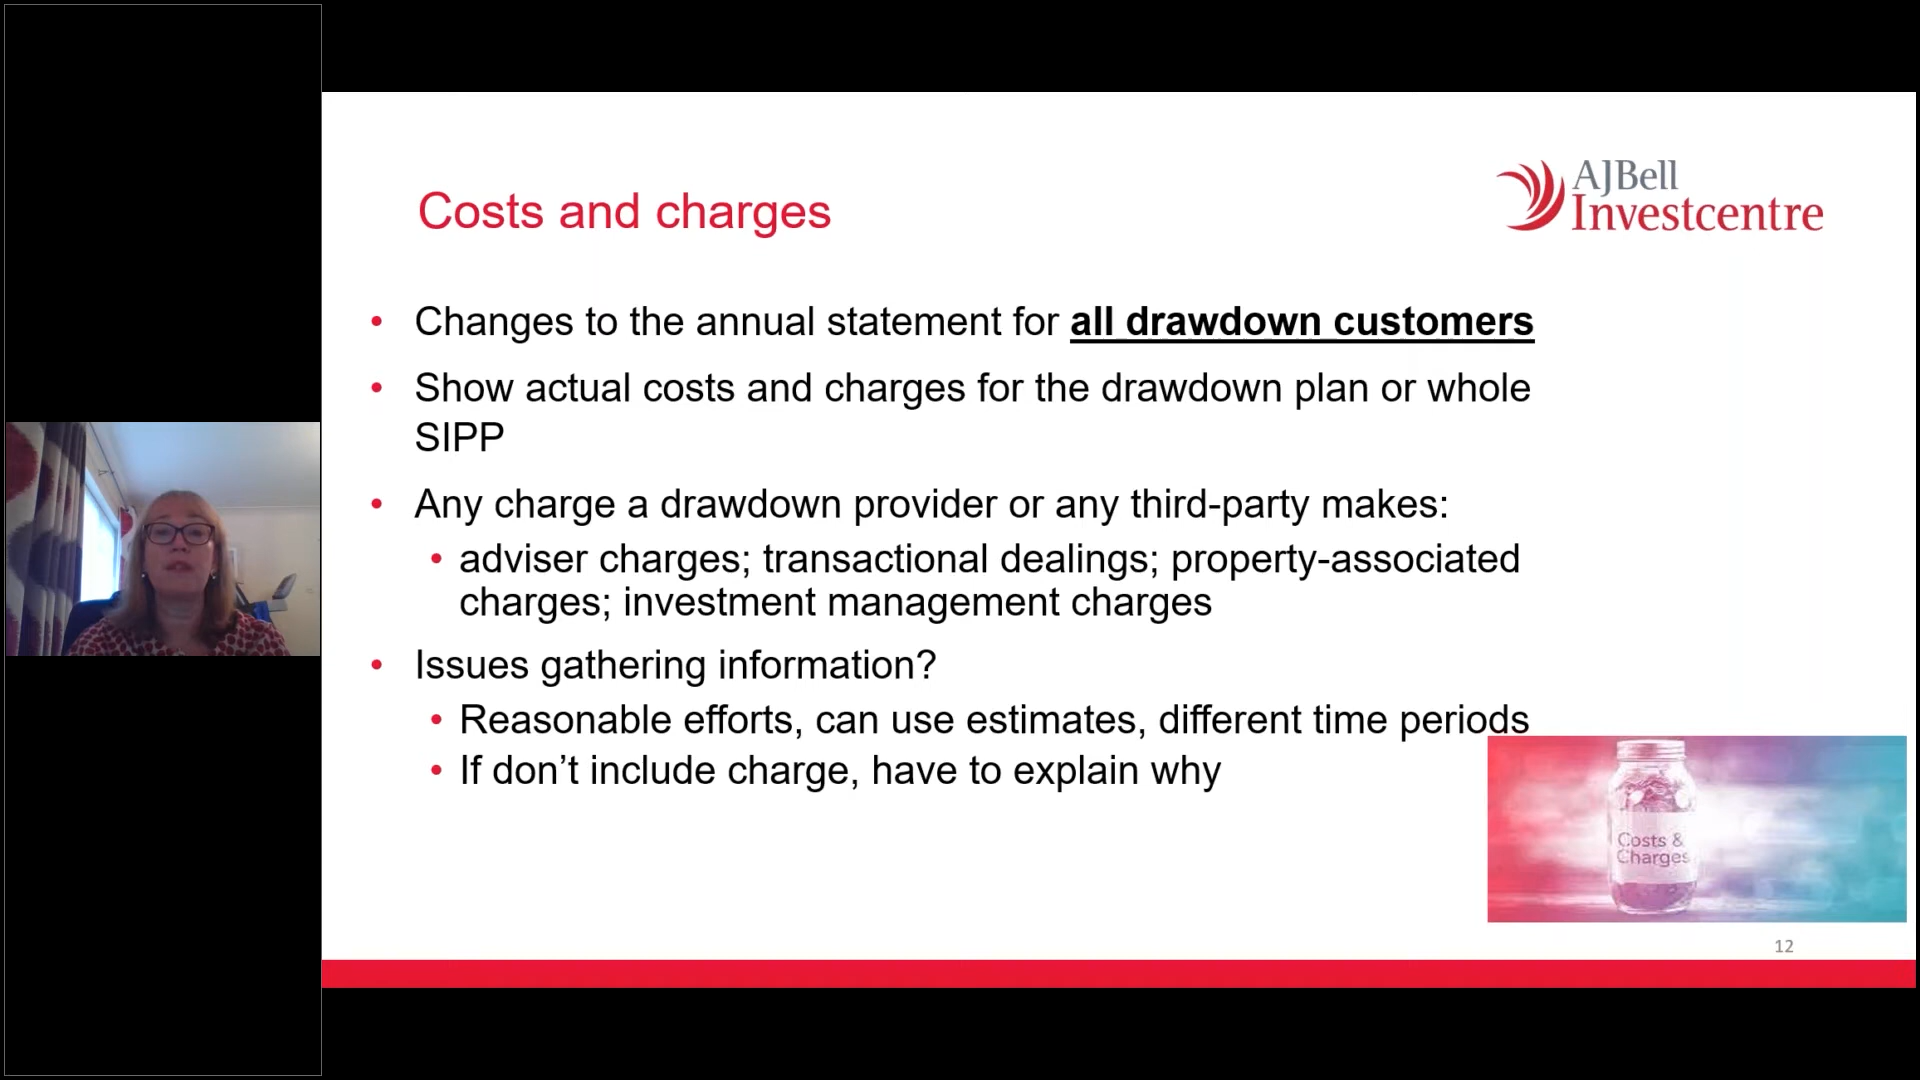 Costs and charges
AJBell
Investcentre
• Changes to the annual statement for all drawdown customers
• Show actual costs and charges for the drawdown plan or whole
SIPP
• Any charge a drawdown provider or any third-party makes:
• adviser charges; transactional dealings; property-associated
charges; investment management charges
• Issues gathering information?
• Reasonable efforts, can use estimates, different time periods
• If don’t include charge, have to explain why
Costs &
Charges
12